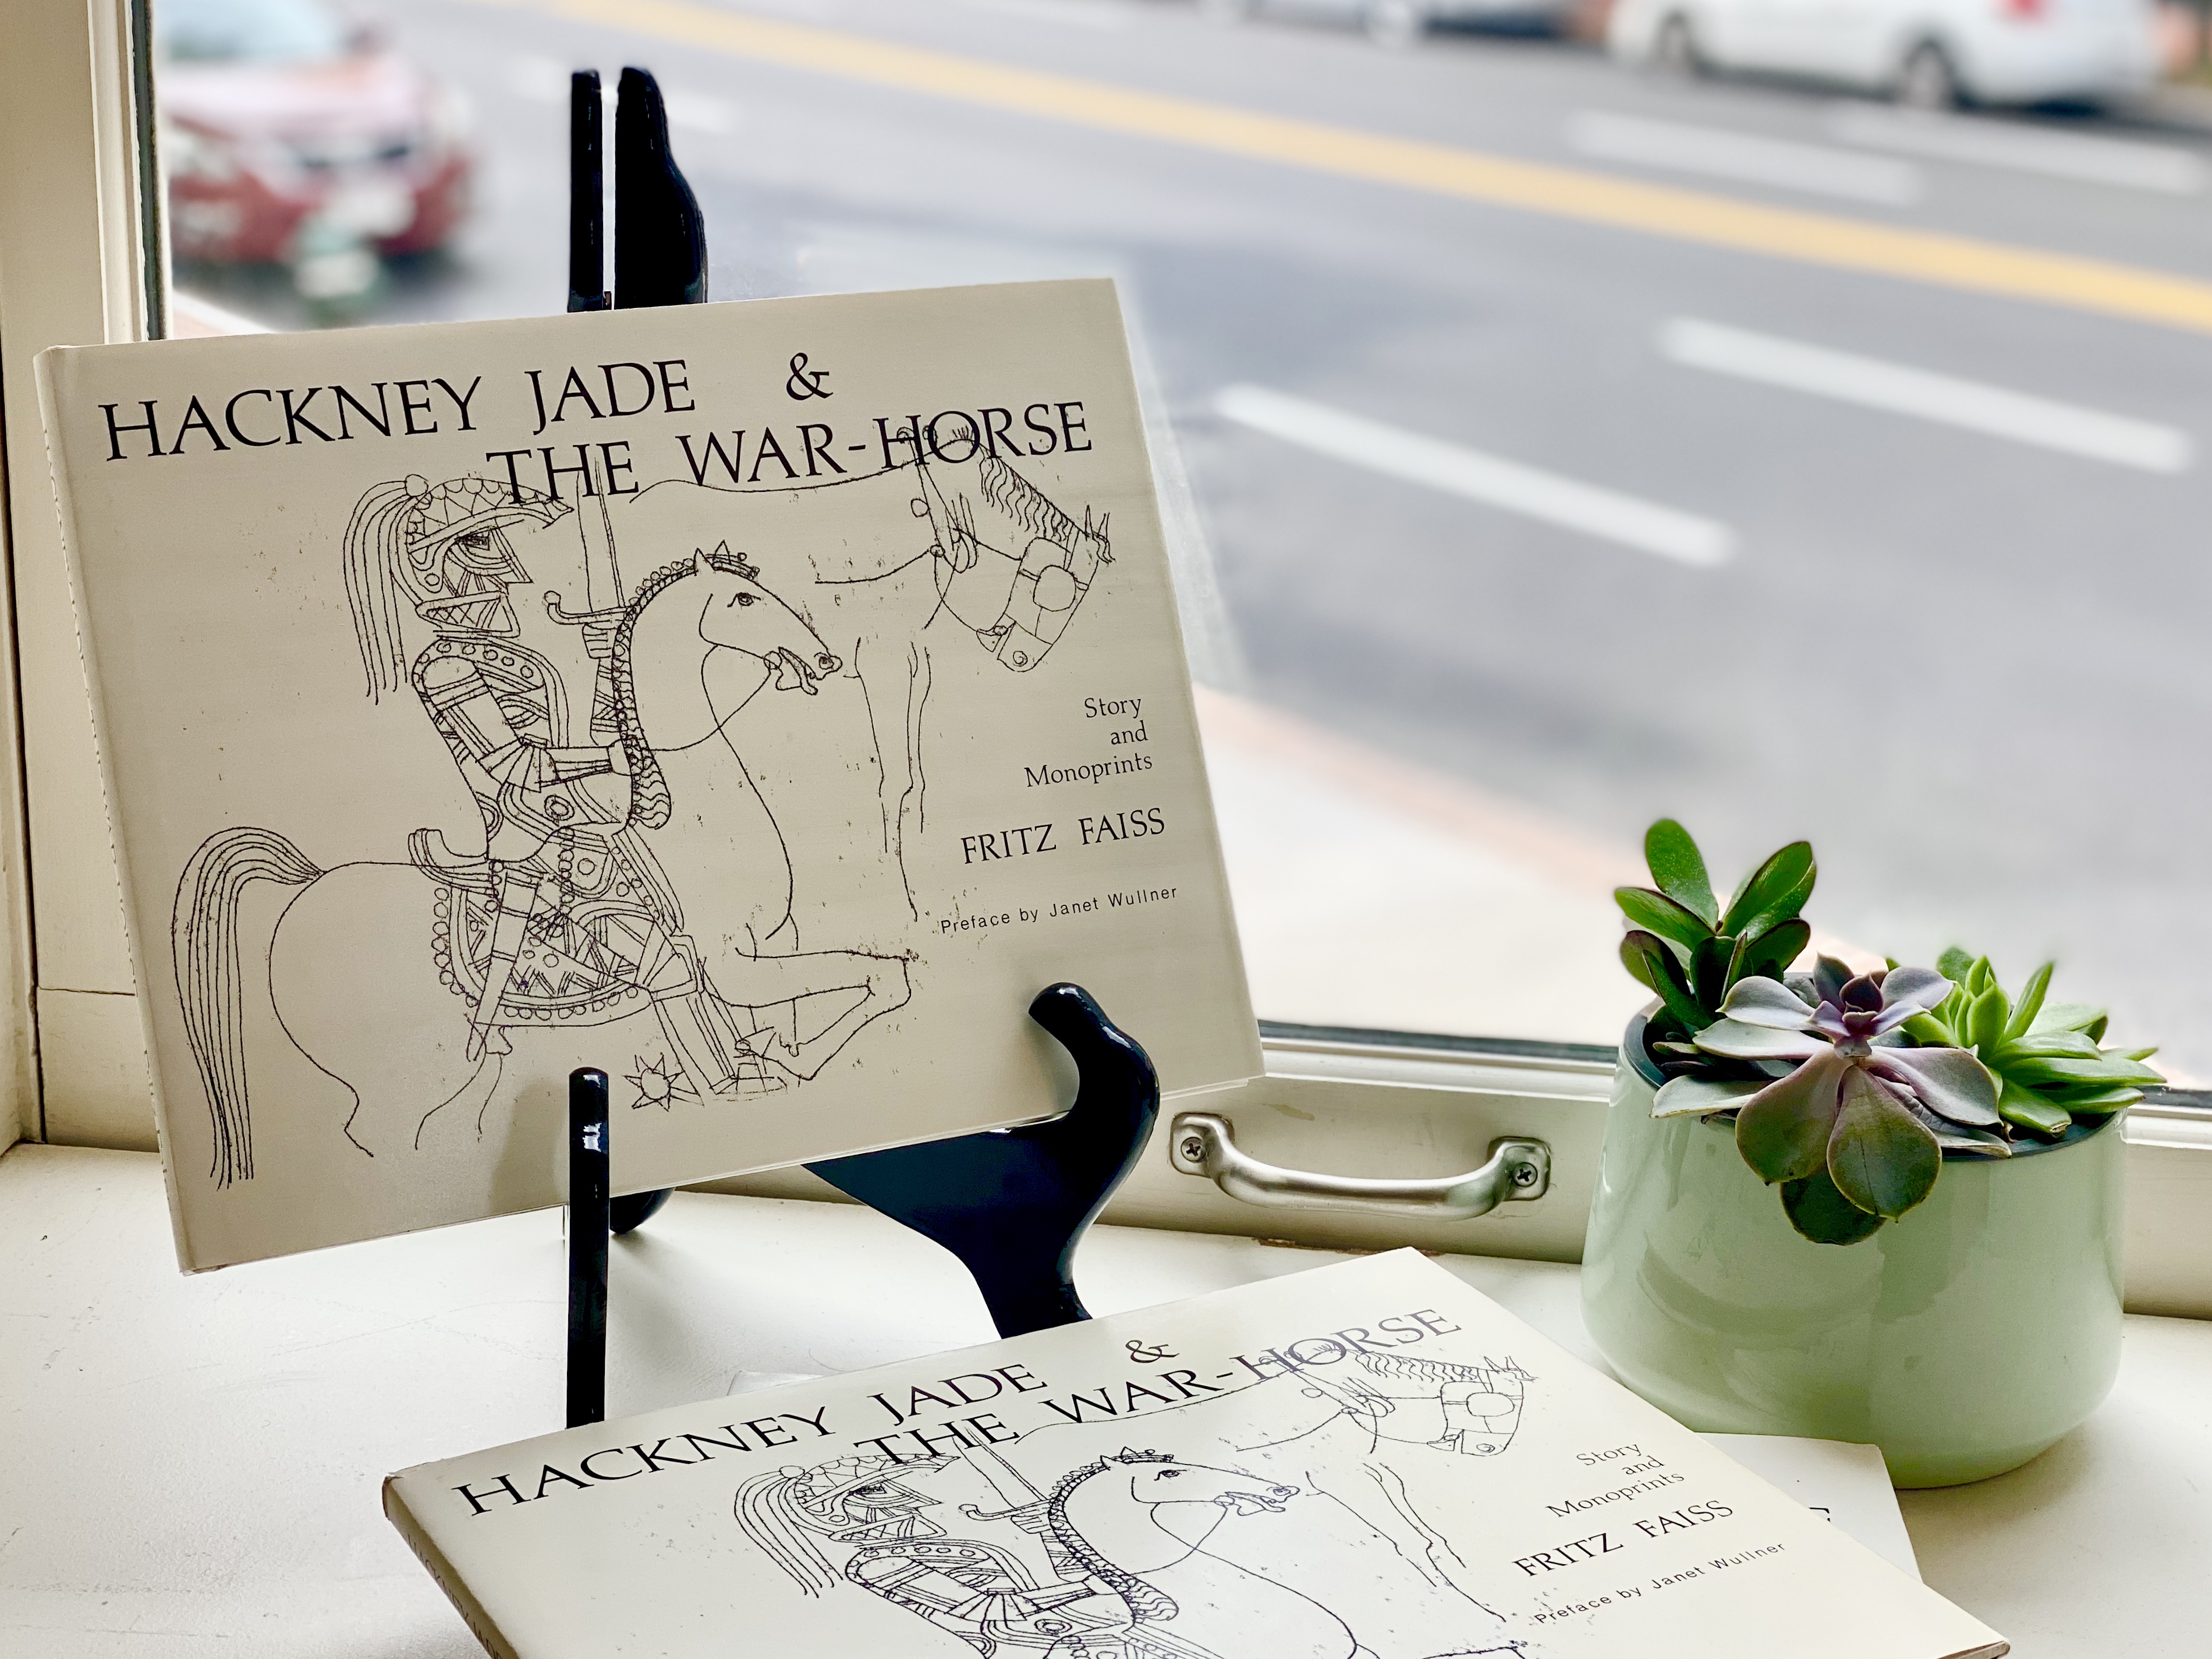 HACKNEY JADE &
THE WAR-HORSE
Story
and
Monoprints
FRITZ FAISS
Preface by Janet Wullner
HACKNEY JADE &
THE WAR-HORSE
Story
and
Monoprints
FRITZ FAISS
Preface by Janet Wullner